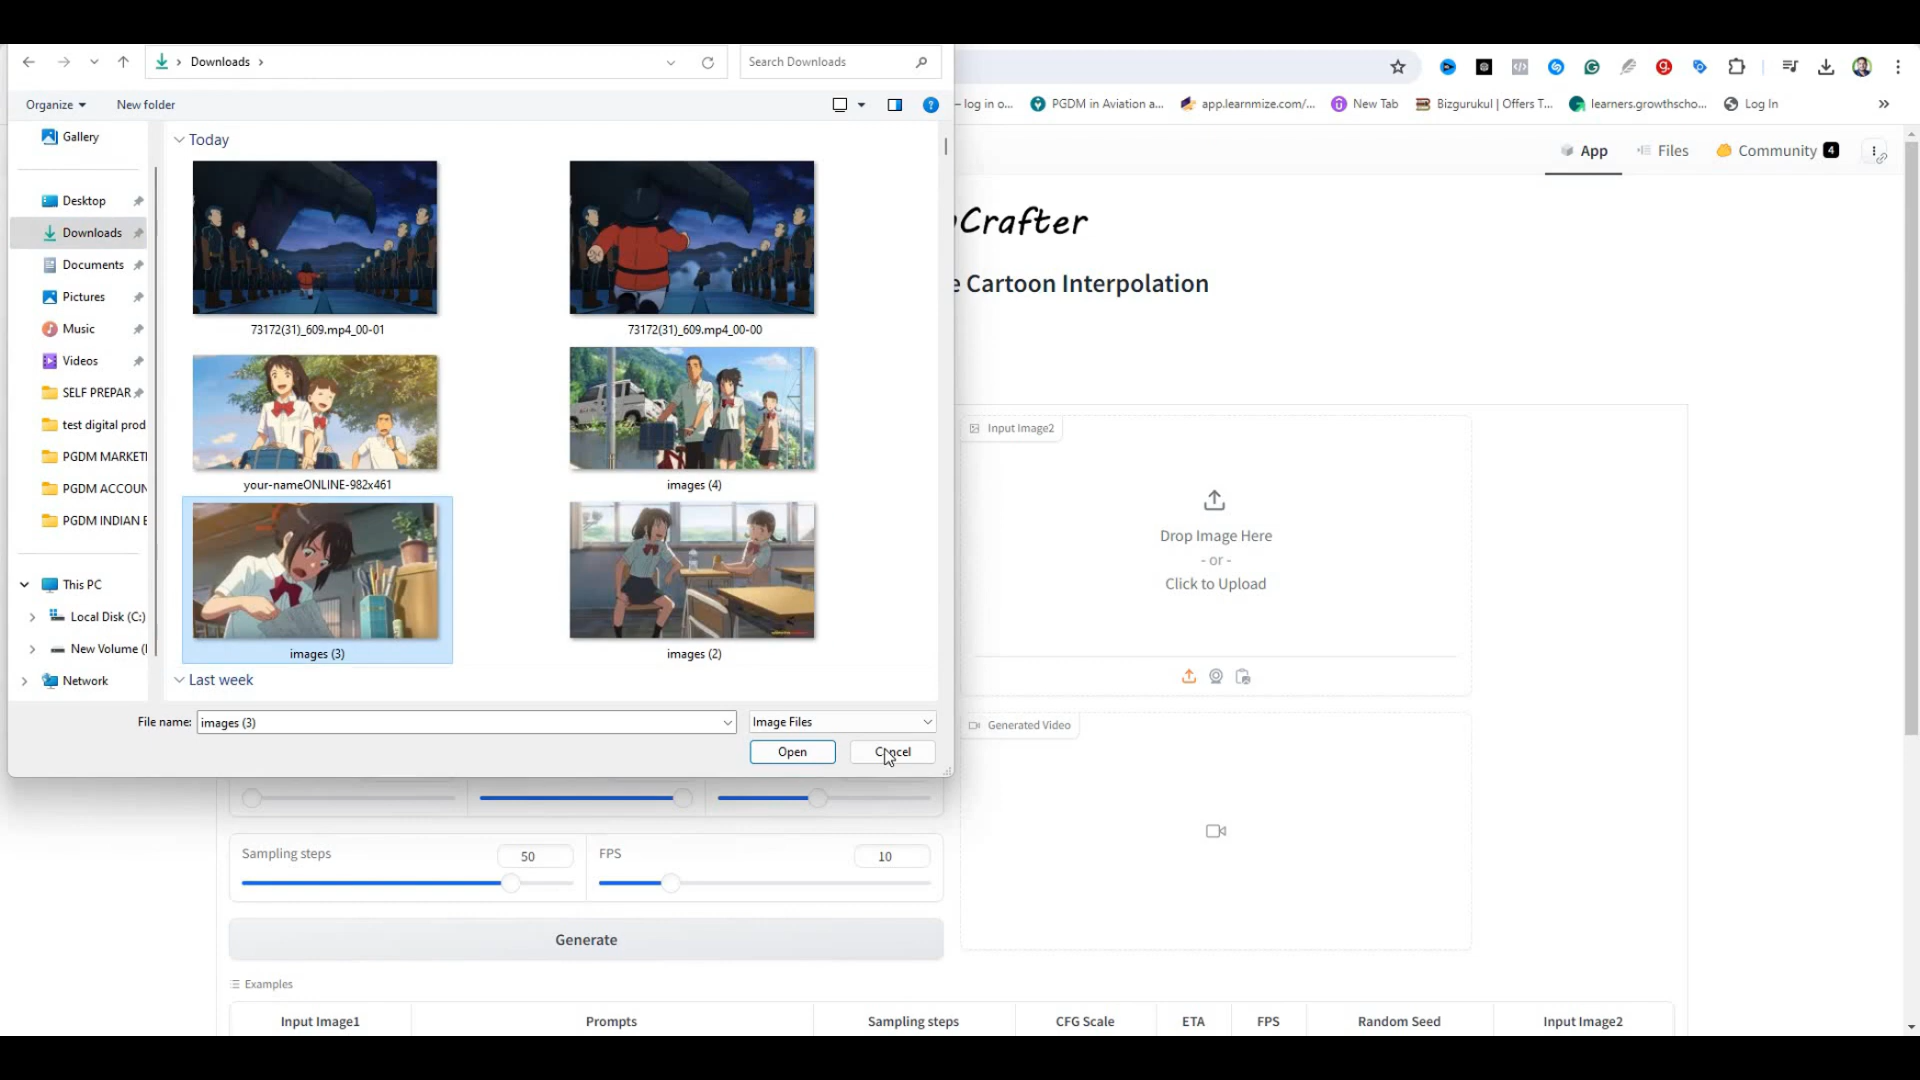 Downloads
Search Downloads
Organize
New folder
Gallery
Desktop
Downloads
Documents
Pictures
Music
Videos
SELF PREPAR
test digital prod
PGDM MARKETI
PGDM ACCOUN
PGDM INDIAN E
This PC
Local Disk (C:)
New Volume (
Network
Today
73172(31)_609.mp4_00-01
73172(31)_609.mp4_00-00
your-nameONLINE-982x461
images (4)
images (3)
images (2)
Last week
File name:
images (3)
Image Files
Open
Cancel
– log in o...
PGDM in Aviation a...
app.learnmize.com/...
New Tab
Bizgurukul | Offers T...
learners.growthscho...
Log In
App
Files
Community 4
Crafter
e Cartoon Interpolation
Input Image2
Drop Image Here
- or -
Click to Upload
Generated Video
Sampling steps
50
FPS
10
Generate
Examples
Input Image1
Prompts
Sampling steps
CFG Scale
ETA
FPS
Random Seed
Input Image2